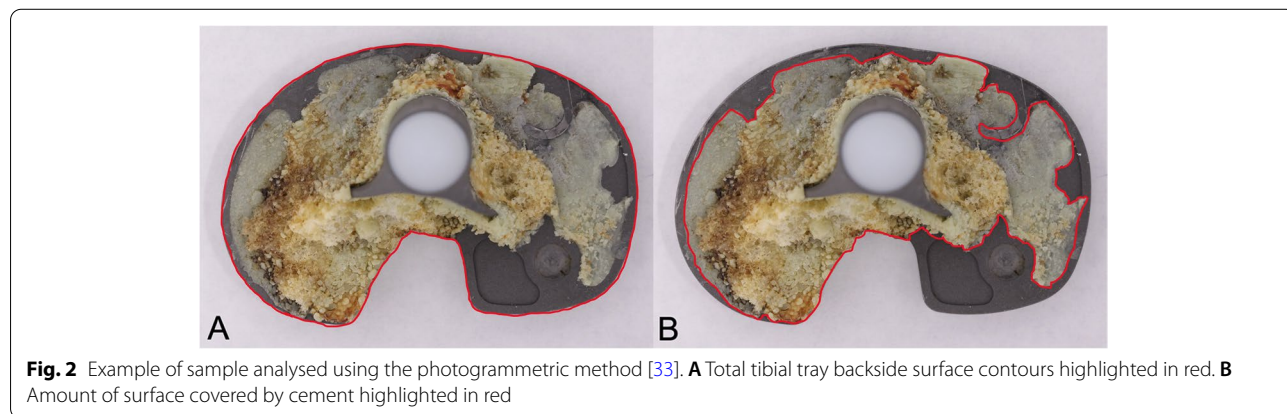 A
B
Fig. 2 Example of sample analysed using the photogrammetric method [33]. A Total tibial tray backside surface contours highlighted in red. B
Amount of surface covered by cement highlighted in red